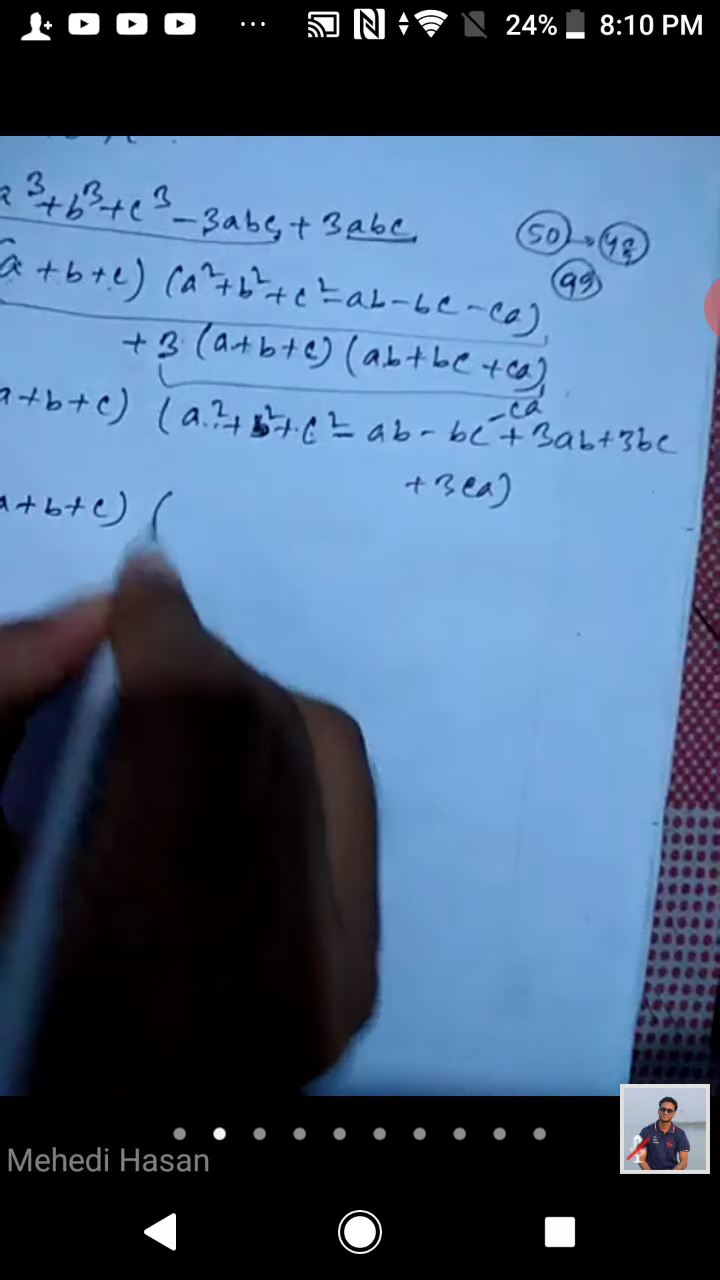 24% 8:10 PM
a³+b³+c³-3abc+3abc
a+b+c) (a²+b²+c²-ab-bc-ca)
50 → 49
99
+3 (a+b+c) (ab+bc+ca)
a+b+c) (a²+b²+c²-ab-bc-ca+3ab+3bc
+3ca)
a+b+c) (
Mehedi Hasan